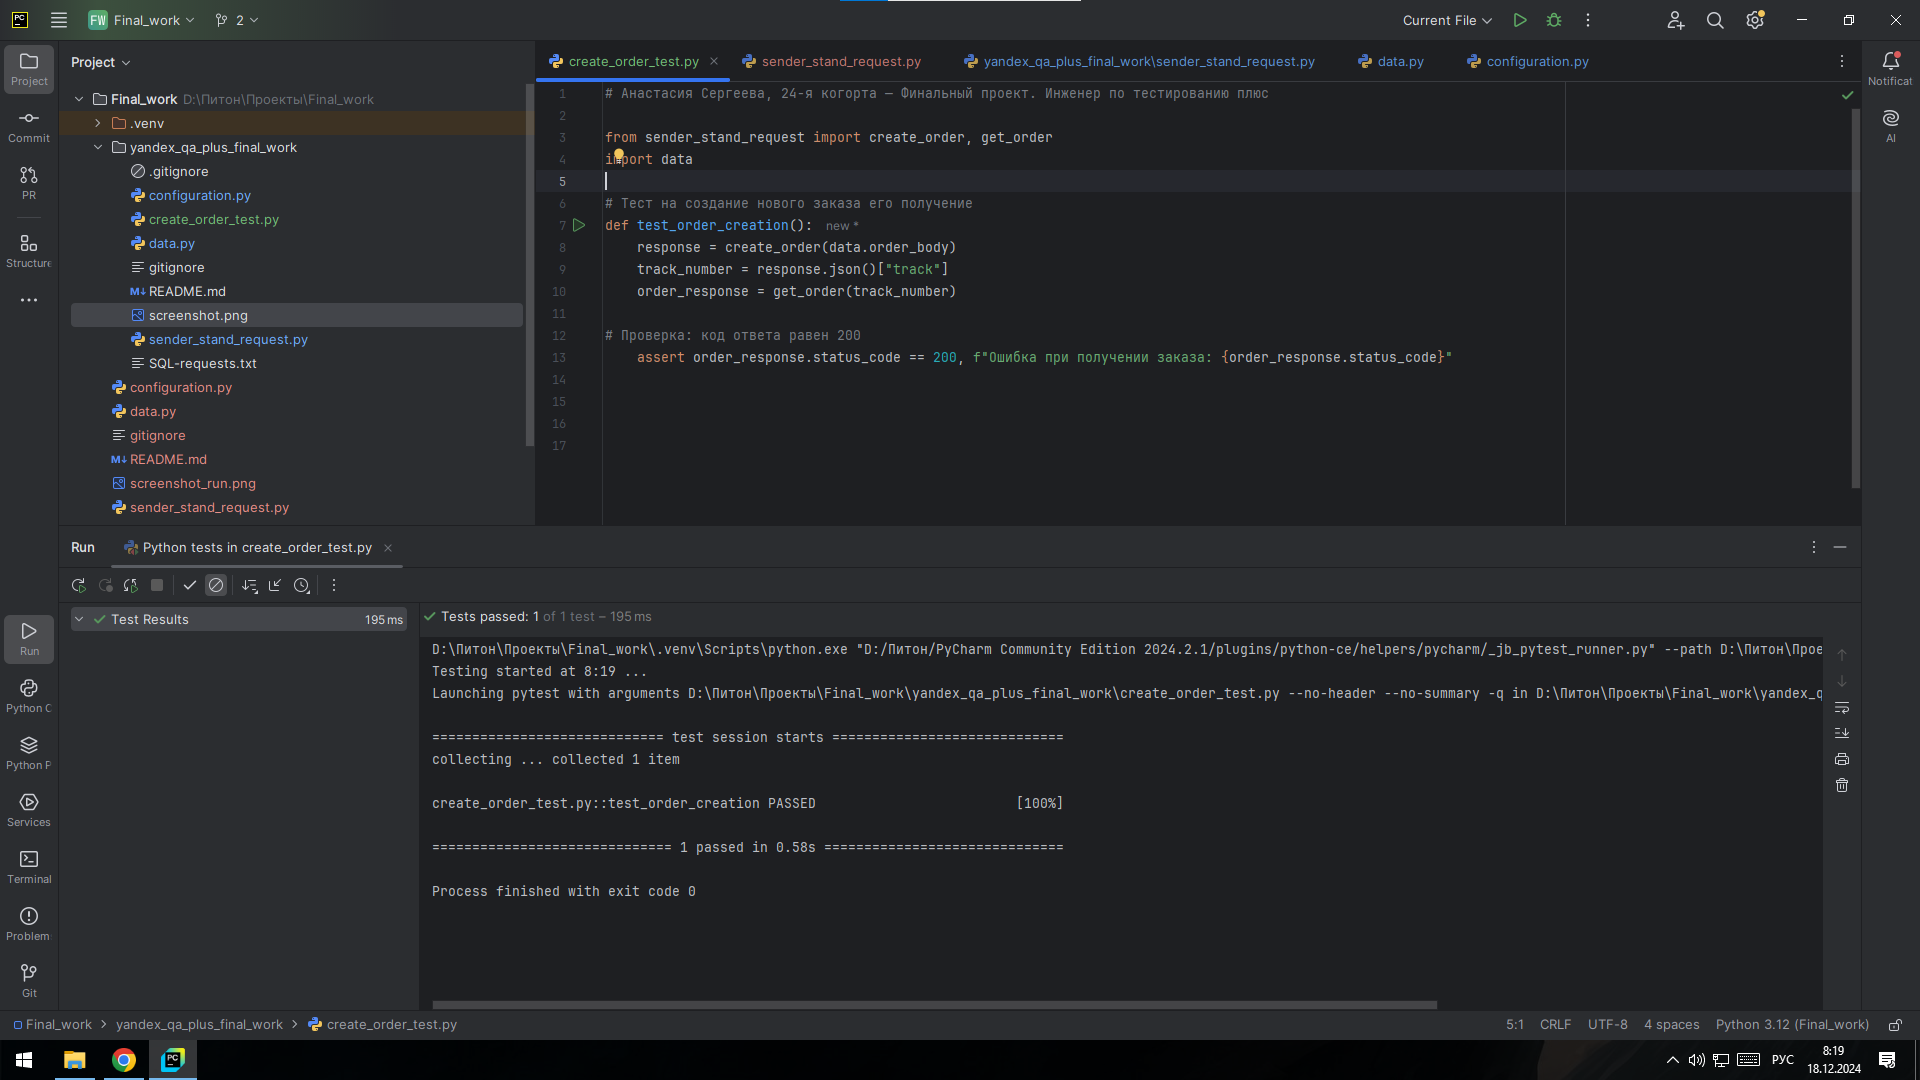 PC FW Final_work 2 Current File
Project
create_order_test.py sender_stand_request.py yandex_qa_plus_final_work\sender_stand_request.py data.py configuration.py
Project
Commit
PR
Structure
Final_work D:\Питон\Проекты\Final_work
.venv
yandex_qa_plus_final_work
.gitignore
configuration.py
create_order_test.py
data.py
gitignore
M↓ README.md
screenshot.png
sender_stand_request.py
SQL-requests.txt
configuration.py
data.py
gitignore
M↓ README.md
screenshot_run.png
sender_stand_request.py
1 # Анастасия Сергеева, 24-я когорта — Финальный проект. Инженер по тестированию плюс
2
3 from sender_stand_request import create_order, get_order
4 import data
5
6 # Тест на создание нового заказа его получение
7 def test_order_creation(): new *
8 response = create_order(data.order_body)
9 track_number = response.json()["track"]
10 order_response = get_order(track_number)
11
12 # Проверка: код ответа равен 200
13 assert order_response.status_code == 200, f"Ошибка при получении заказа: {order_response.status_code}"
14
15
16
17
Notificat
AI
Run Python tests in create_order_test.py
Test Results 195 ms
Tests passed: 1 of 1 test – 195 ms
D:\Питон\Проекты\Final_work\.venv\Scripts\python.exe "D:/Питон/PyCharm Community Edition 2024.2.1/plugins/python-ce/helpers/pycharm/_jb_pytest_runner.py" --path D:\Питон\Прое
Testing started at 8:19 ...
Launching pytest with arguments D:\Питон\Проекты\Final_work\yandex_qa_plus_final_work\create_order_test.py --no-header --no-summary -q in D:\Питон\Проекты\Final_work\yandex_q
============================= test session starts =============================
collecting ... collected 1 item
create_order_test.py::test_order_creation PASSED [100%]
============================== 1 passed in 0.58s ==============================
Process finished with exit code 0
Run
Python C
Python P
Services
Terminal
Problem
Git
Final_work > yandex_qa_plus_final_work > create_order_test.py
5:1 CRLF UTF-8 4 spaces Python 3.12 (Final_work)
PC
РУС
8:19
18.12.2024